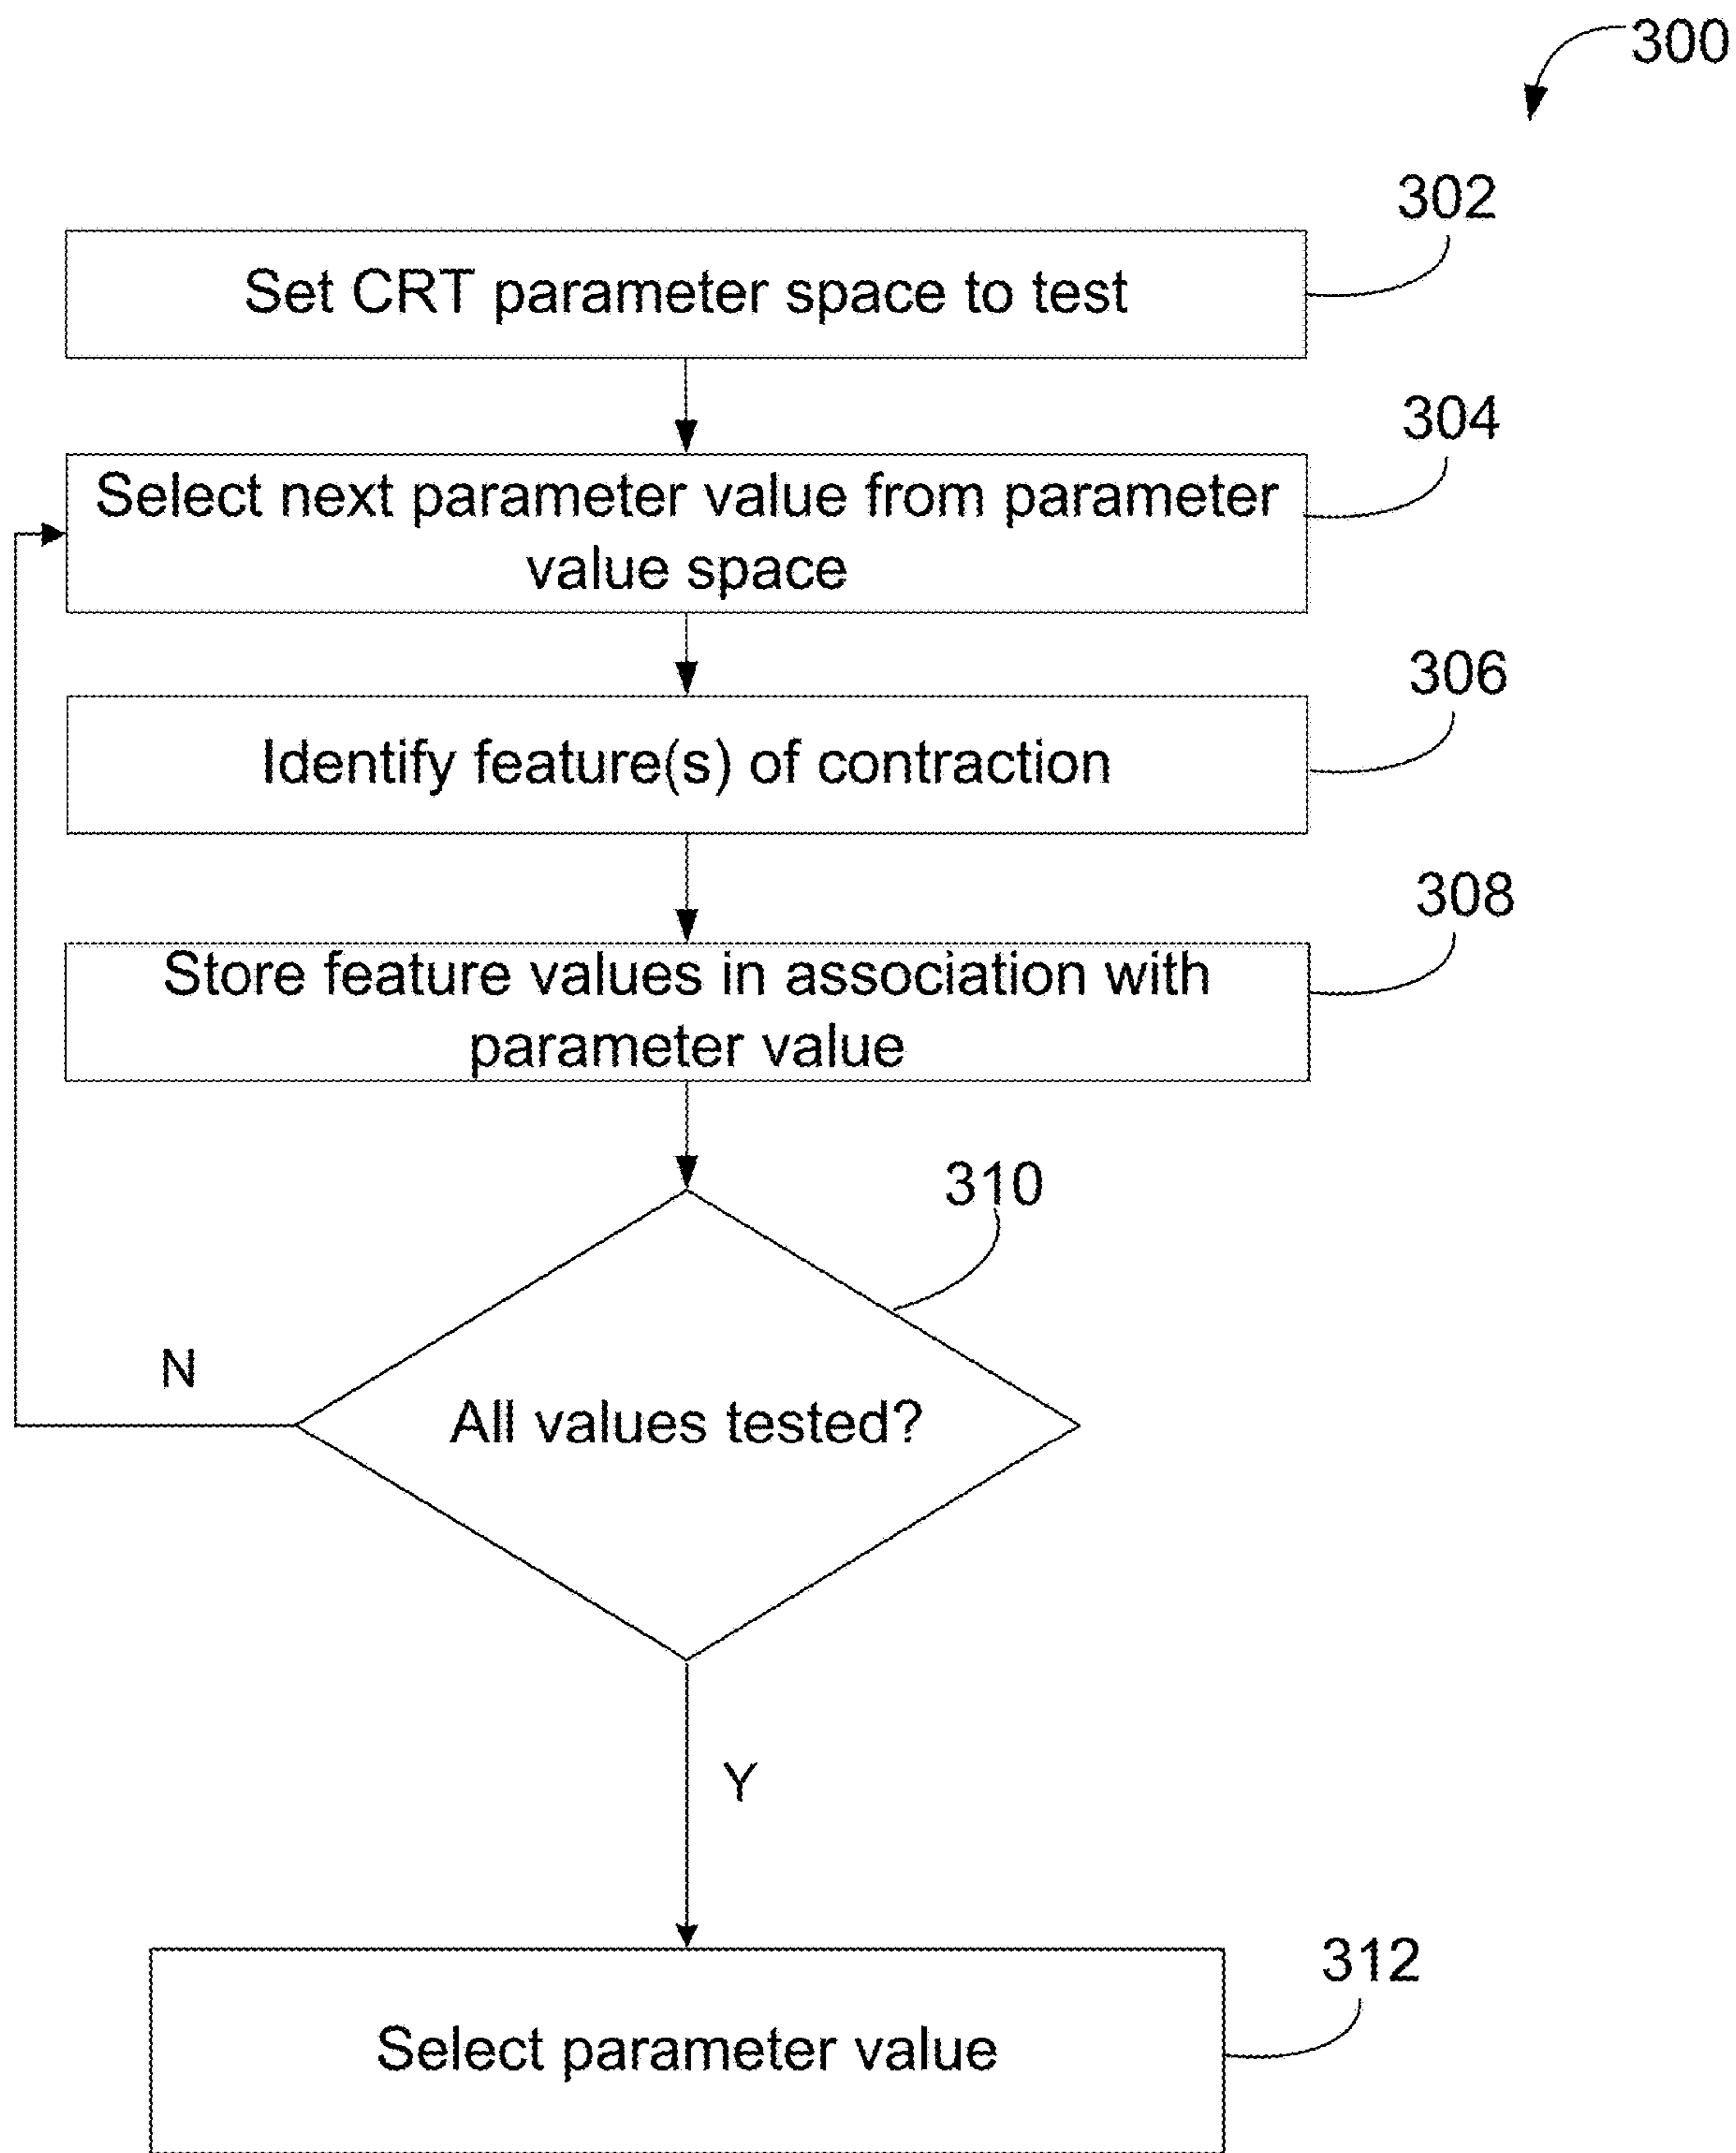 300
302
Set CRT parameter space to test
304
Select next parameter value from parameter
value space
306
Identify feature(s) of contraction
308
Store feature values in association with
parameter value
310
N
All values tested?
Y
312
Select parameter value